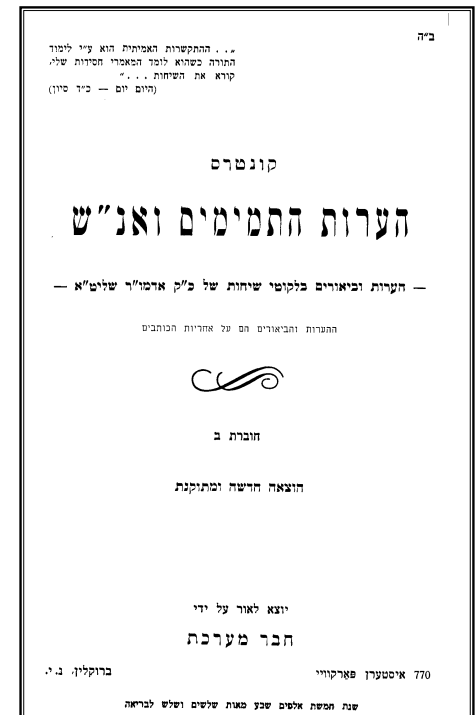 ב״ה
„. . . ההתקשרות האמיתית הוא ע״י לימוד
התורה כשהוא לומד המאמרי חסידות שלי,
קורא את השיחות . . .״
(היום יום — כ״ד סיון)
קונטרס
הערות התמימים ואנ״ש
— הערות וביאורים בלקוטי שיחות של כ״ק אדמו״ר שליט״א —
ההערות והביאורים הם על אחריות הכותבים
חוברת ב
הוצאה חדשה ומתוקנת
יוצא לאור על ידי
חבר מערכת
770 איסטערן פּאַרקוויי ברוקלין, נ. י.
שנת חמשת אלפים שבע מאות שלשים ושלש לבריאה